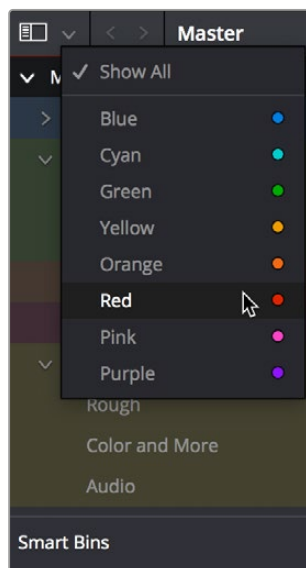 Master
M
Show All
Blue
Cyan
Green
Yellow
Orange
Red
Pink
Purple
Rough
Color and More
Audio
Smart Bins